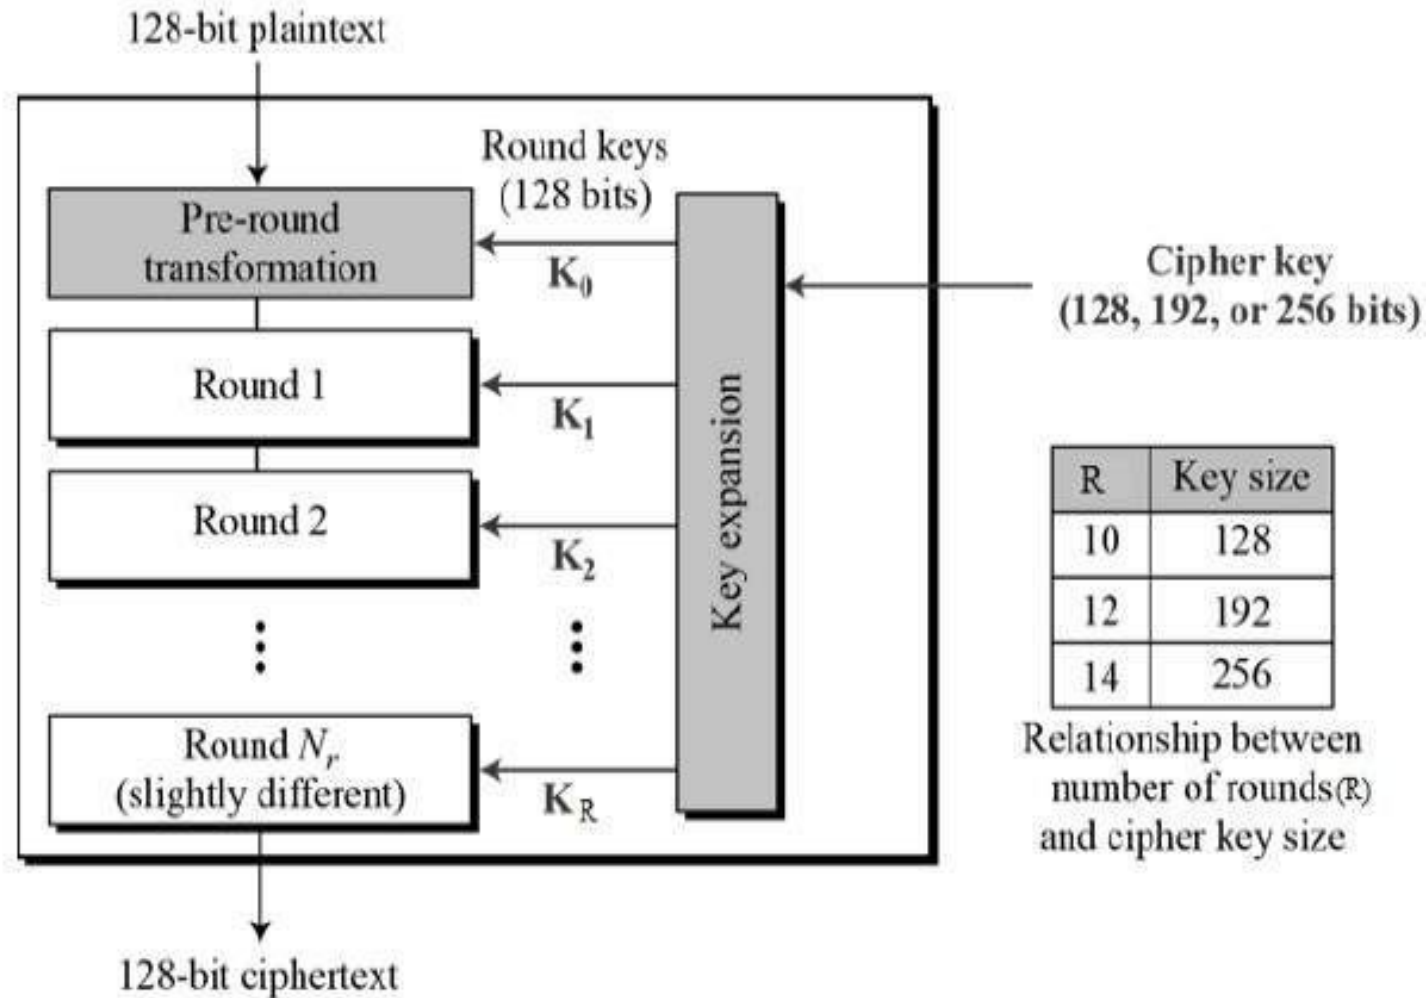 128-bit plaintext
Round keys
(128 bits)
Pre-round
transformation
K0
Cipher key
(128, 192, or 256 bits)
Round 1
K1
Round 2
K2
Key expansion
R Key size
10 128
12 192
14 256
Relationship between
number of rounds(R)
and cipher key size
Round Nr
(slightly different)
KR
128-bit ciphertext